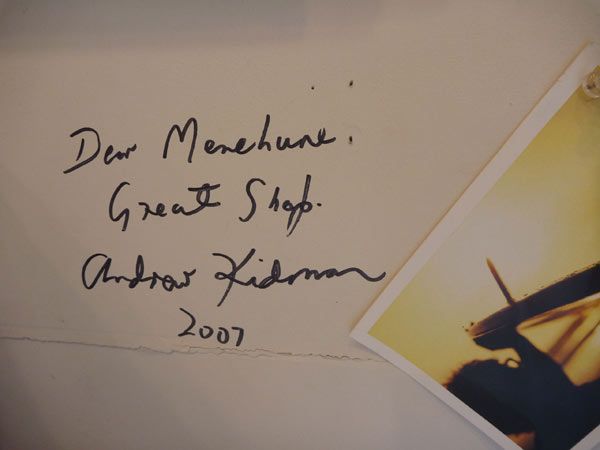 Dear Menehune.
Great Shop.
Andrew Kidman
2007